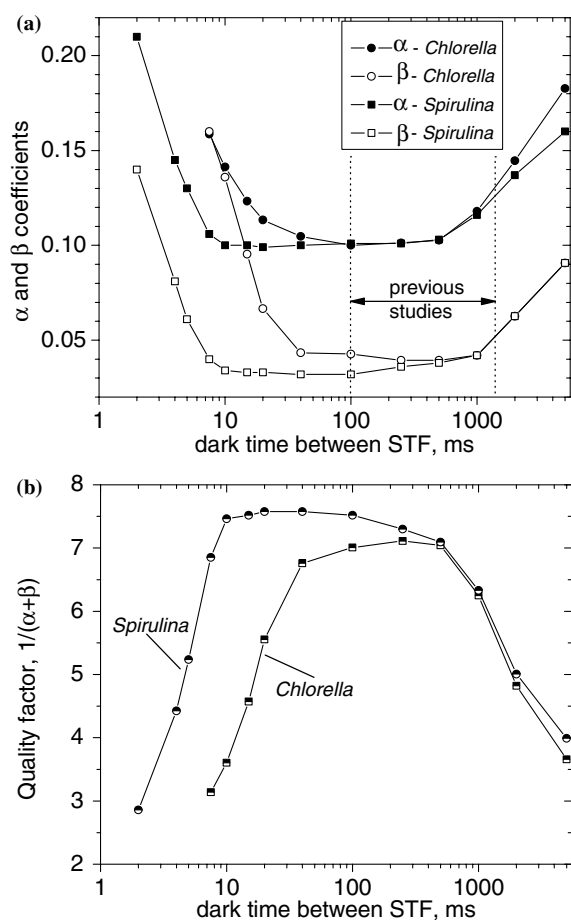 (a)
0.20
0.15
0.10
0.05
α and β coefficients
α - Chlorella
β - Chlorella
α - Spirulina
β - Spirulina
previous
studies
1 10 100 1000
dark time between STF, ms
(b)
8
7
6
5
4
3
2
Quality factor, 1/(α+β)
Spirulina
Chlorella
1 10 100 1000
dark time between STF, ms